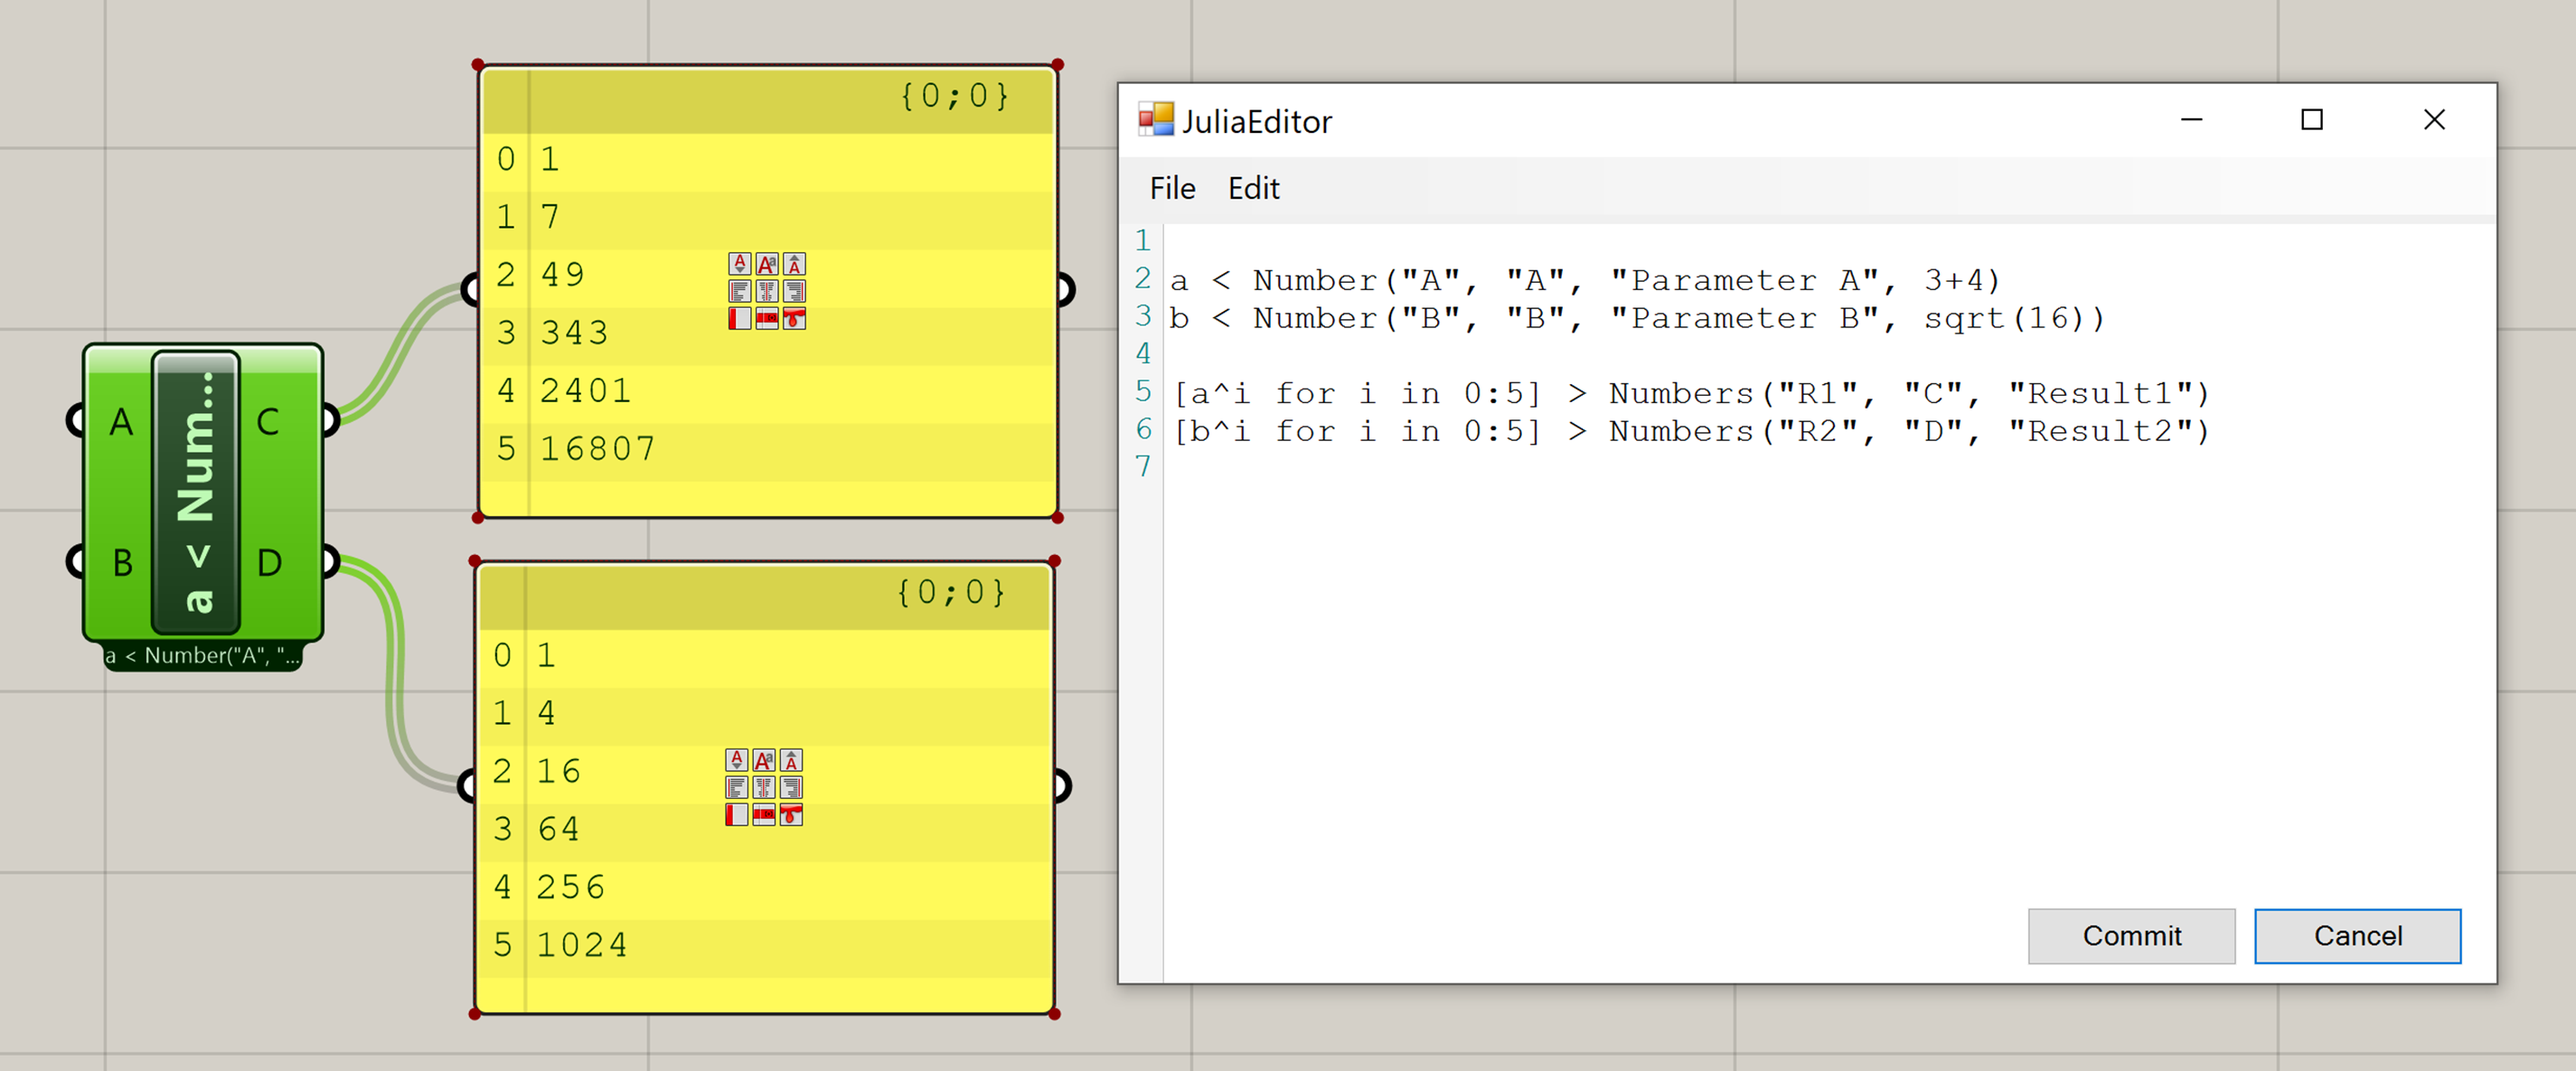 A
B
a < Num...
C
D
a < Number("A", "...
{0;0}
0 1
1 7
2 49
3 343
4 2401
5 16807
{0;0}
0 1
1 4
2 16
3 64
4 256
5 1024
JuliaEditor
File Edit
1
2 a < Number("A", "A", "Parameter A", 3+4)
3 b < Number("B", "B", "Parameter B", sqrt(16))
4
5 [a^i for i in 0:5] > Numbers("R1", "C", "Result1")
6 [b^i for i in 0:5] > Numbers("R2", "D", "Result2")
7
Commit Cancel